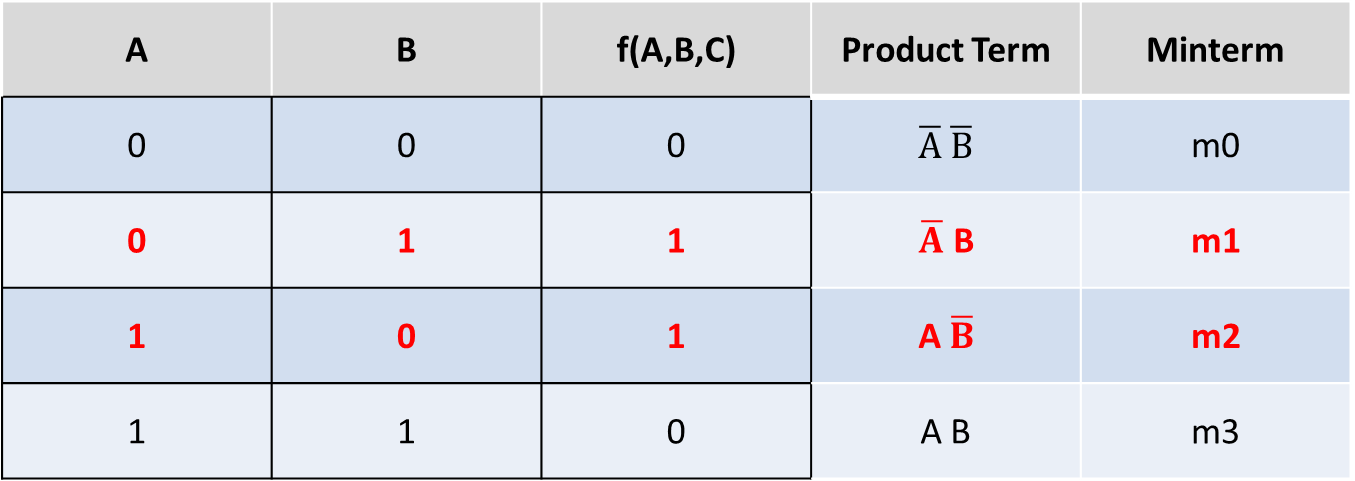 A B f(A,B,C) Product Term Minterm
0 0 0 A̅ B̅ m0
0 1 1 A̅ B m1
1 0 1 A B̅ m2
1 1 0 A B m3